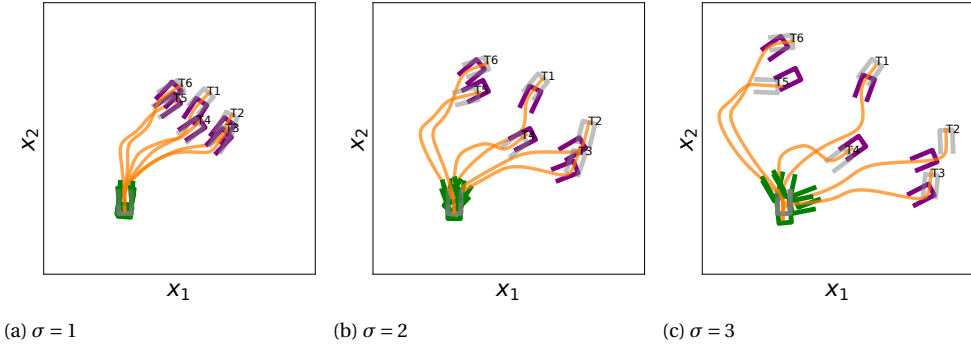 T6
T5
T1
T2
T4
T3
x₂
x₁
(a) σ = 1
T6
T5
T1
T2
T4
T3
x₂
x₁
(b) σ = 2
T6
T1
T5
T2
T4
T3
x₂
x₁
(c) σ = 3